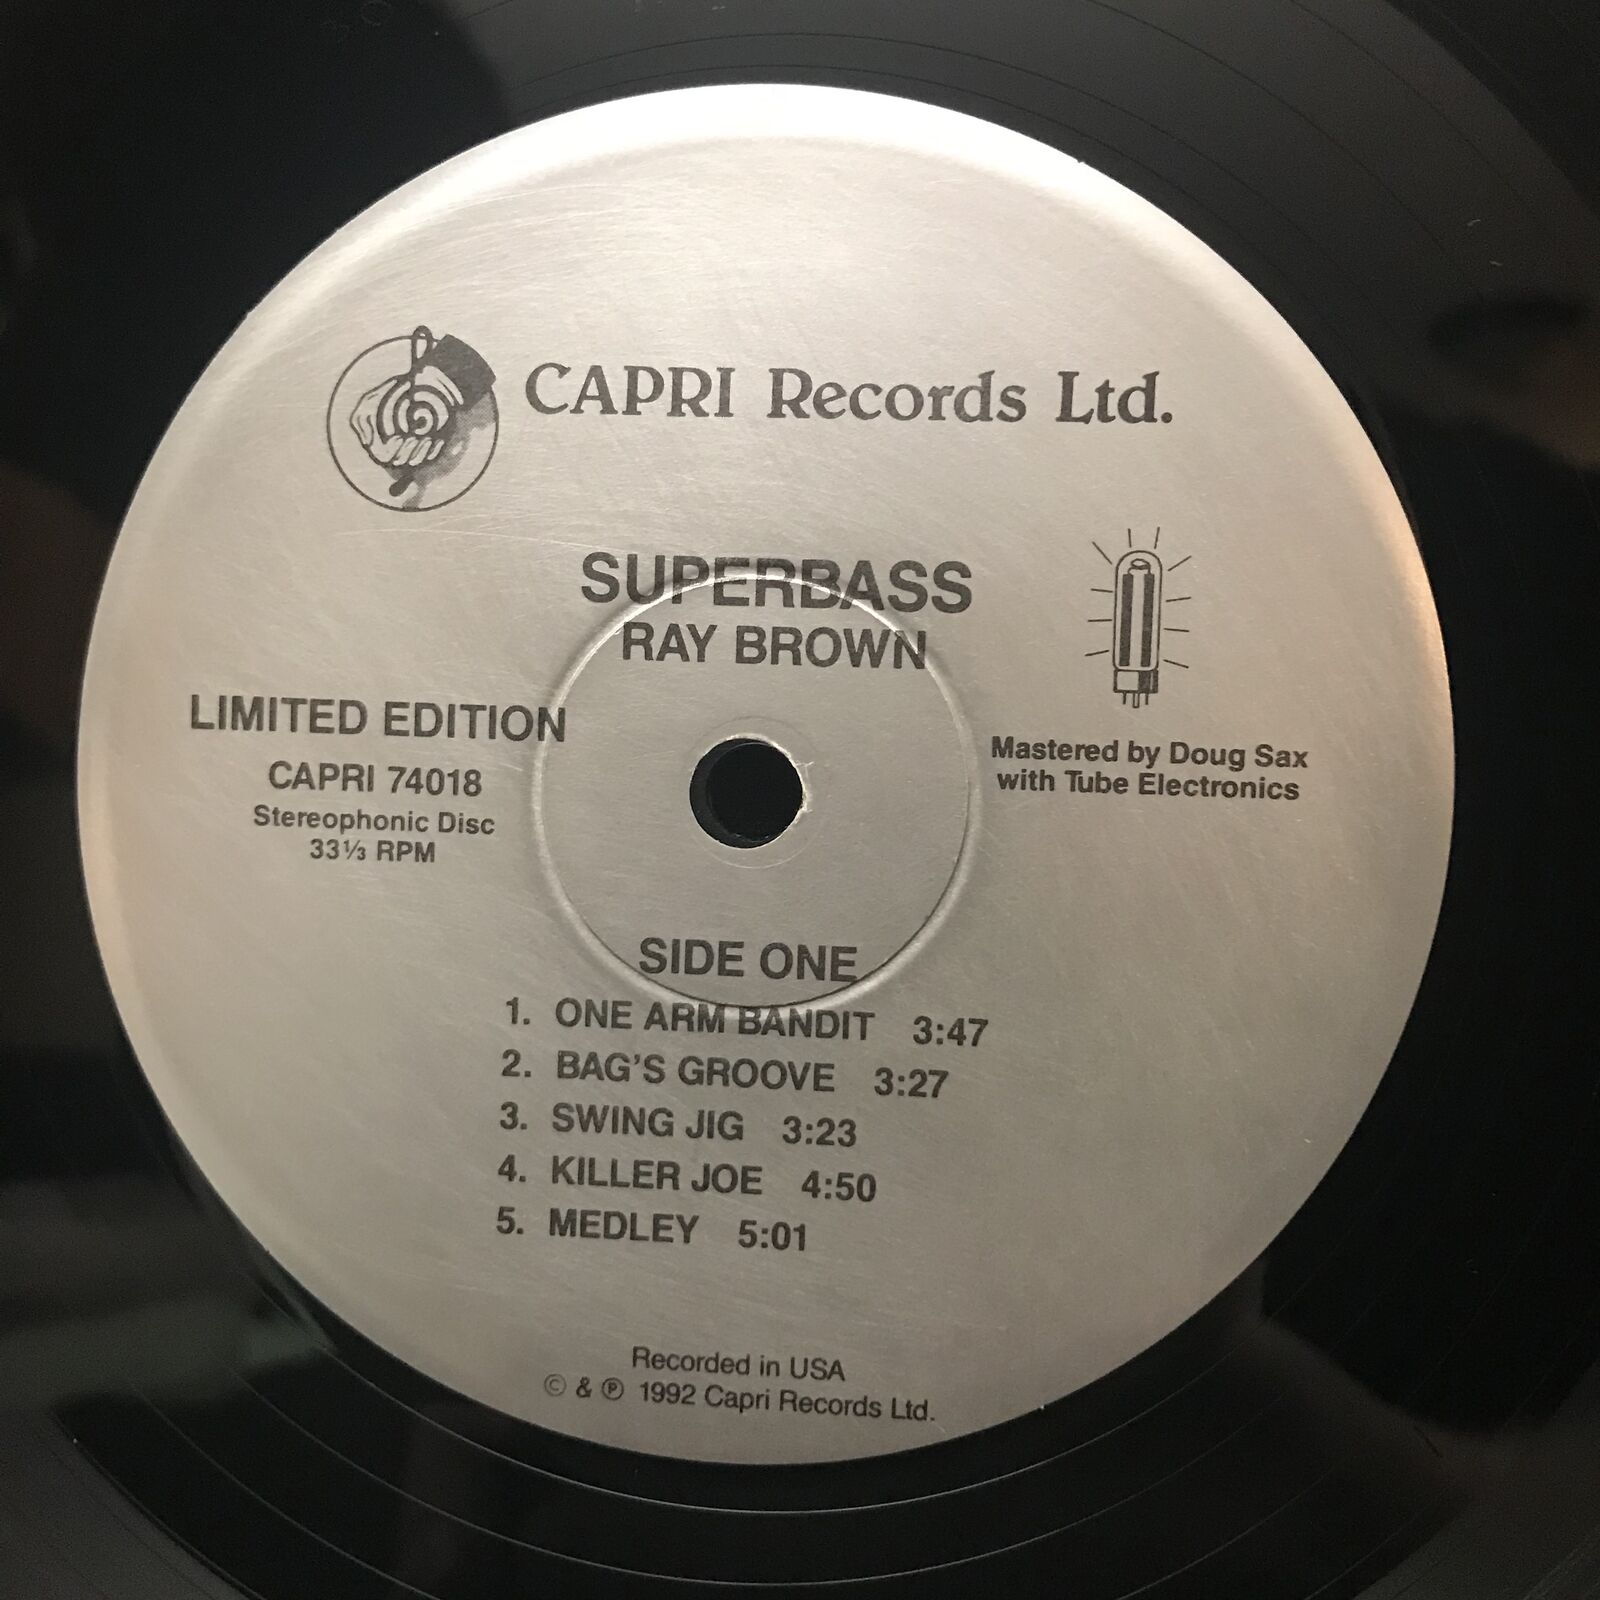 CAPRI Records Ltd.
SUPERBASS
RAY BROWN
LIMITED EDITION
CAPRI 74018
Stereophonic Disc
33⅓ RPM
Mastered by Doug Sax
with Tube Electronics
SIDE ONE
1. ONE ARM BANDIT 3:47
2. BAG'S GROOVE 3:27
3. SWING JIG 3:23
4. KILLER JOE 4:50
5. MEDLEY 5:01
Recorded in USA
© & ℗ 1992 Capri Records Ltd.